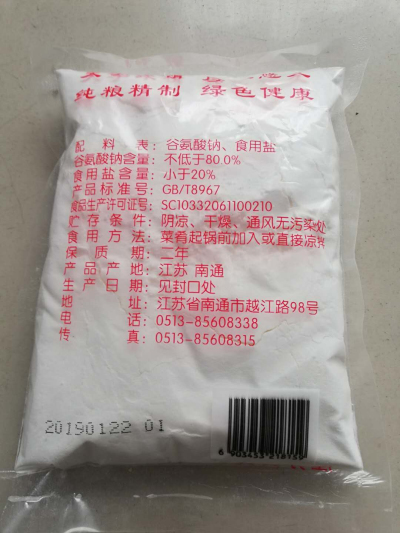 纯粮精制 绿色健康
配料表：谷氨酸钠、食用盐
谷氨酸钠含量：不低于80.0%
食用盐含量：小于20%
产品标准号：GB/T8967
食品生产许可证号：SC10332061100210
贮存条件：阴凉、干燥、通风无污染处
食用方法：菜肴起锅前加入或直接凉拌
保质期：二年
产品产地：江苏 南通
生产日期：见封口处
地址：江苏省南通市越江路98号
电话：0513-85608338
传真：0513-85608315
20190122 01